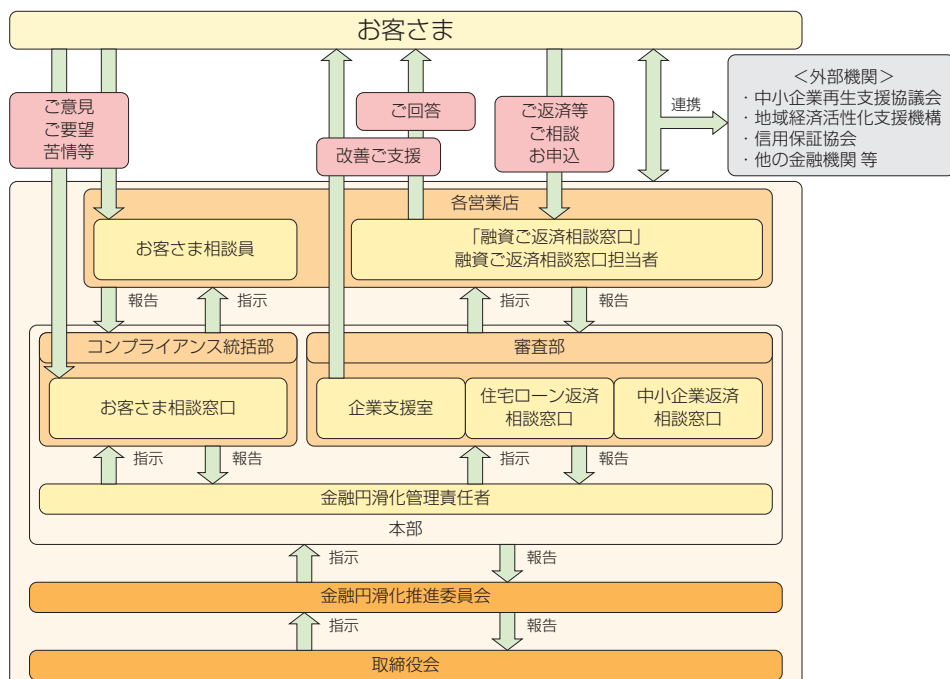 お客さま
ご意見
ご要望
苦情等
ご回答
改善ご支援
ご返済等
ご相談
お申込
連携
＜外部機関＞
・中小企業再生支援協議会
・地域経済活性化支援機構
・信用保証協会
・他の金融機関 等
各営業店
お客さま相談員
「融資ご返済相談窓口」
融資ご返済相談窓口担当者
報告
指示
指示
報告
コンプライアンス統括部
審査部
お客さま相談窓口
企業支援室
住宅ローン返済
相談窓口
中小企業返済
相談窓口
指示
報告
指示
報告
金融円滑化管理責任者
本部
指示
報告
金融円滑化推進委員会
指示
報告
取締役会